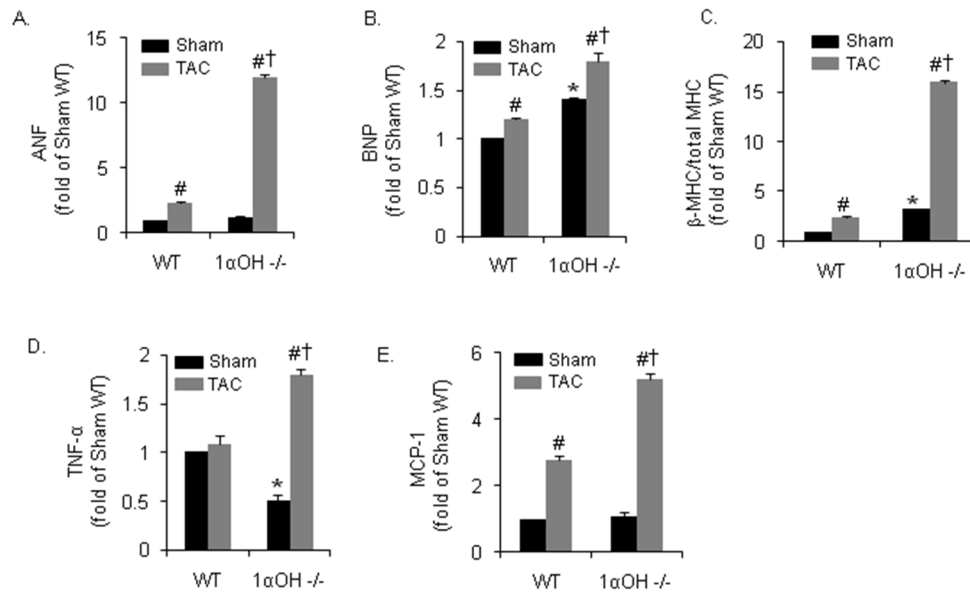 A.
ANF
(fold of Sham WT)
15
10
5
0
Sham
TAC
#
#†
WT
1αOH -/-
B.
BNP
(fold of Sham WT)
2
1.5
1
0.5
0
Sham
TAC
#
*
#†
WT
1αOH -/-
C.
β-MHC/total MHC
(fold of Sham WT)
20
15
10
5
0
Sham
TAC
#
*
#†
WT
1αOH -/-
D.
TNF-α
(fold of Sham WT)
2
1.5
1
0.5
0
Sham
TAC
*
#†
WT
1αOH -/-
E.
MCP-1
(fold of Sham WT)
6
4
2
0
Sham
TAC
#
#†
WT
1αOH -/-